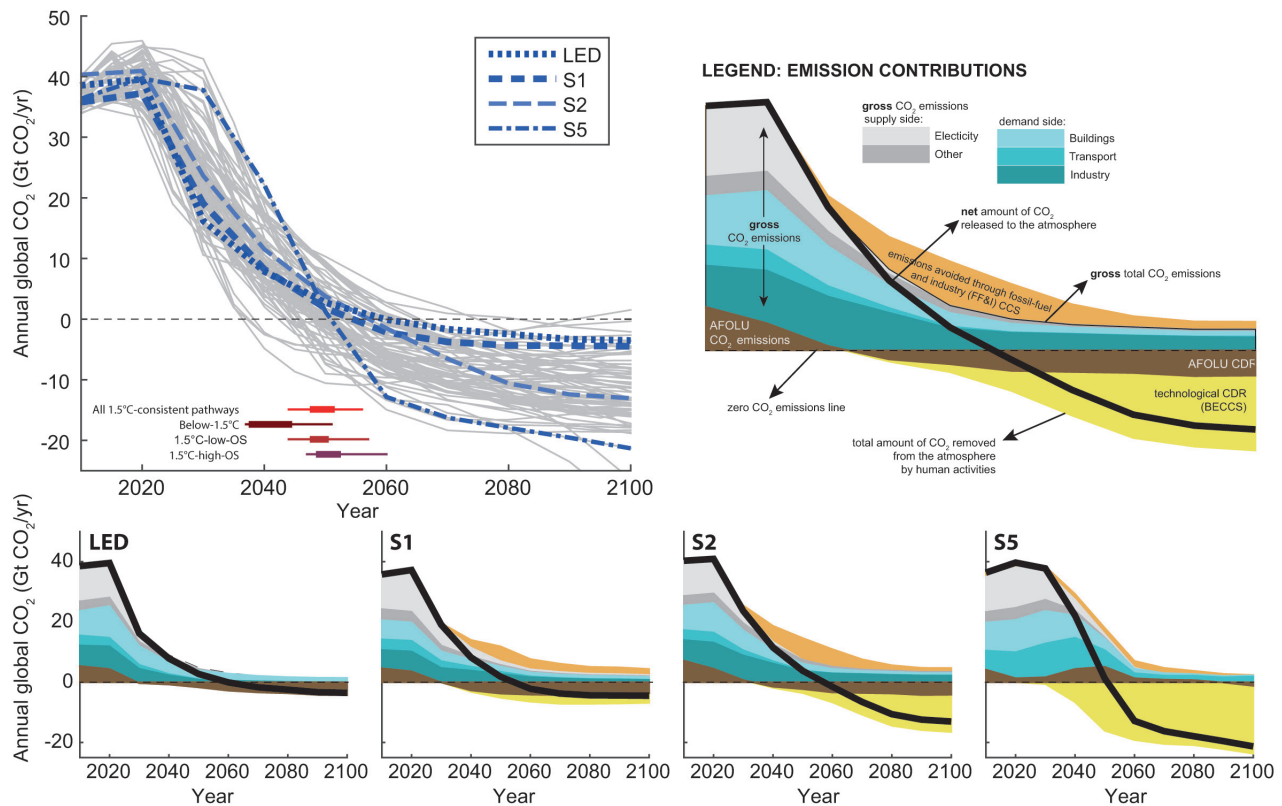 Annual global CO2 (Gt CO2/yr)
50
40
30
20
10
0
-10
-20
LED
S1
S2
S5
All 1.5°C-consistent pathways
Below-1.5°C
1.5°C-low-OS
1.5°C-high-OS
2020
2040
2060
2080
2100
Year
LEGEND: EMISSION CONTRIBUTIONS
gross CO2 emissions
supply side:
Electicity
Other
demand side:
Buildings
Transport
Industry
gross
CO2 emissions
net amount of CO2
released to the atmosphere
emissions avoided through fossil-fuel
and industry (FF&I) CCS
gross total CO2 emissions
AFOLU
CO2 emissions
AFOLU CDR
technological CDR
(BECCS)
zero CO2 emissions line
total amount of CO2 removed
from the atmosphere
by human activities
Annual global CO2 (Gt CO2/yr)
40
20
0
-20
LED
2020
2040
2060
2080
2100
Year
S1
2020
2040
2060
2080
2100
Year
S2
2020
2040
2060
2080
2100
Year
S5
2020
2040
2060
2080
2100
Year